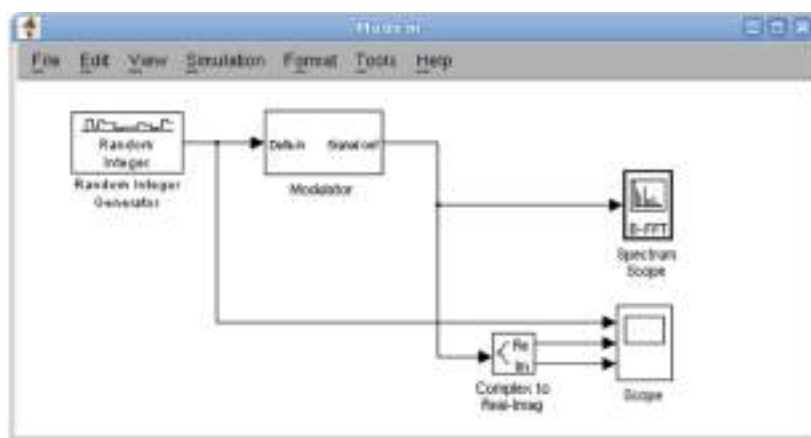 Modem
File Edit View Simulation Format Tools Help
Random
Integer
Random Integer
Generator
Data in Signal out
Modulator
B-FFT
Spectrum
Scope
Re
Im
Complex to
Real-Imag
Scope